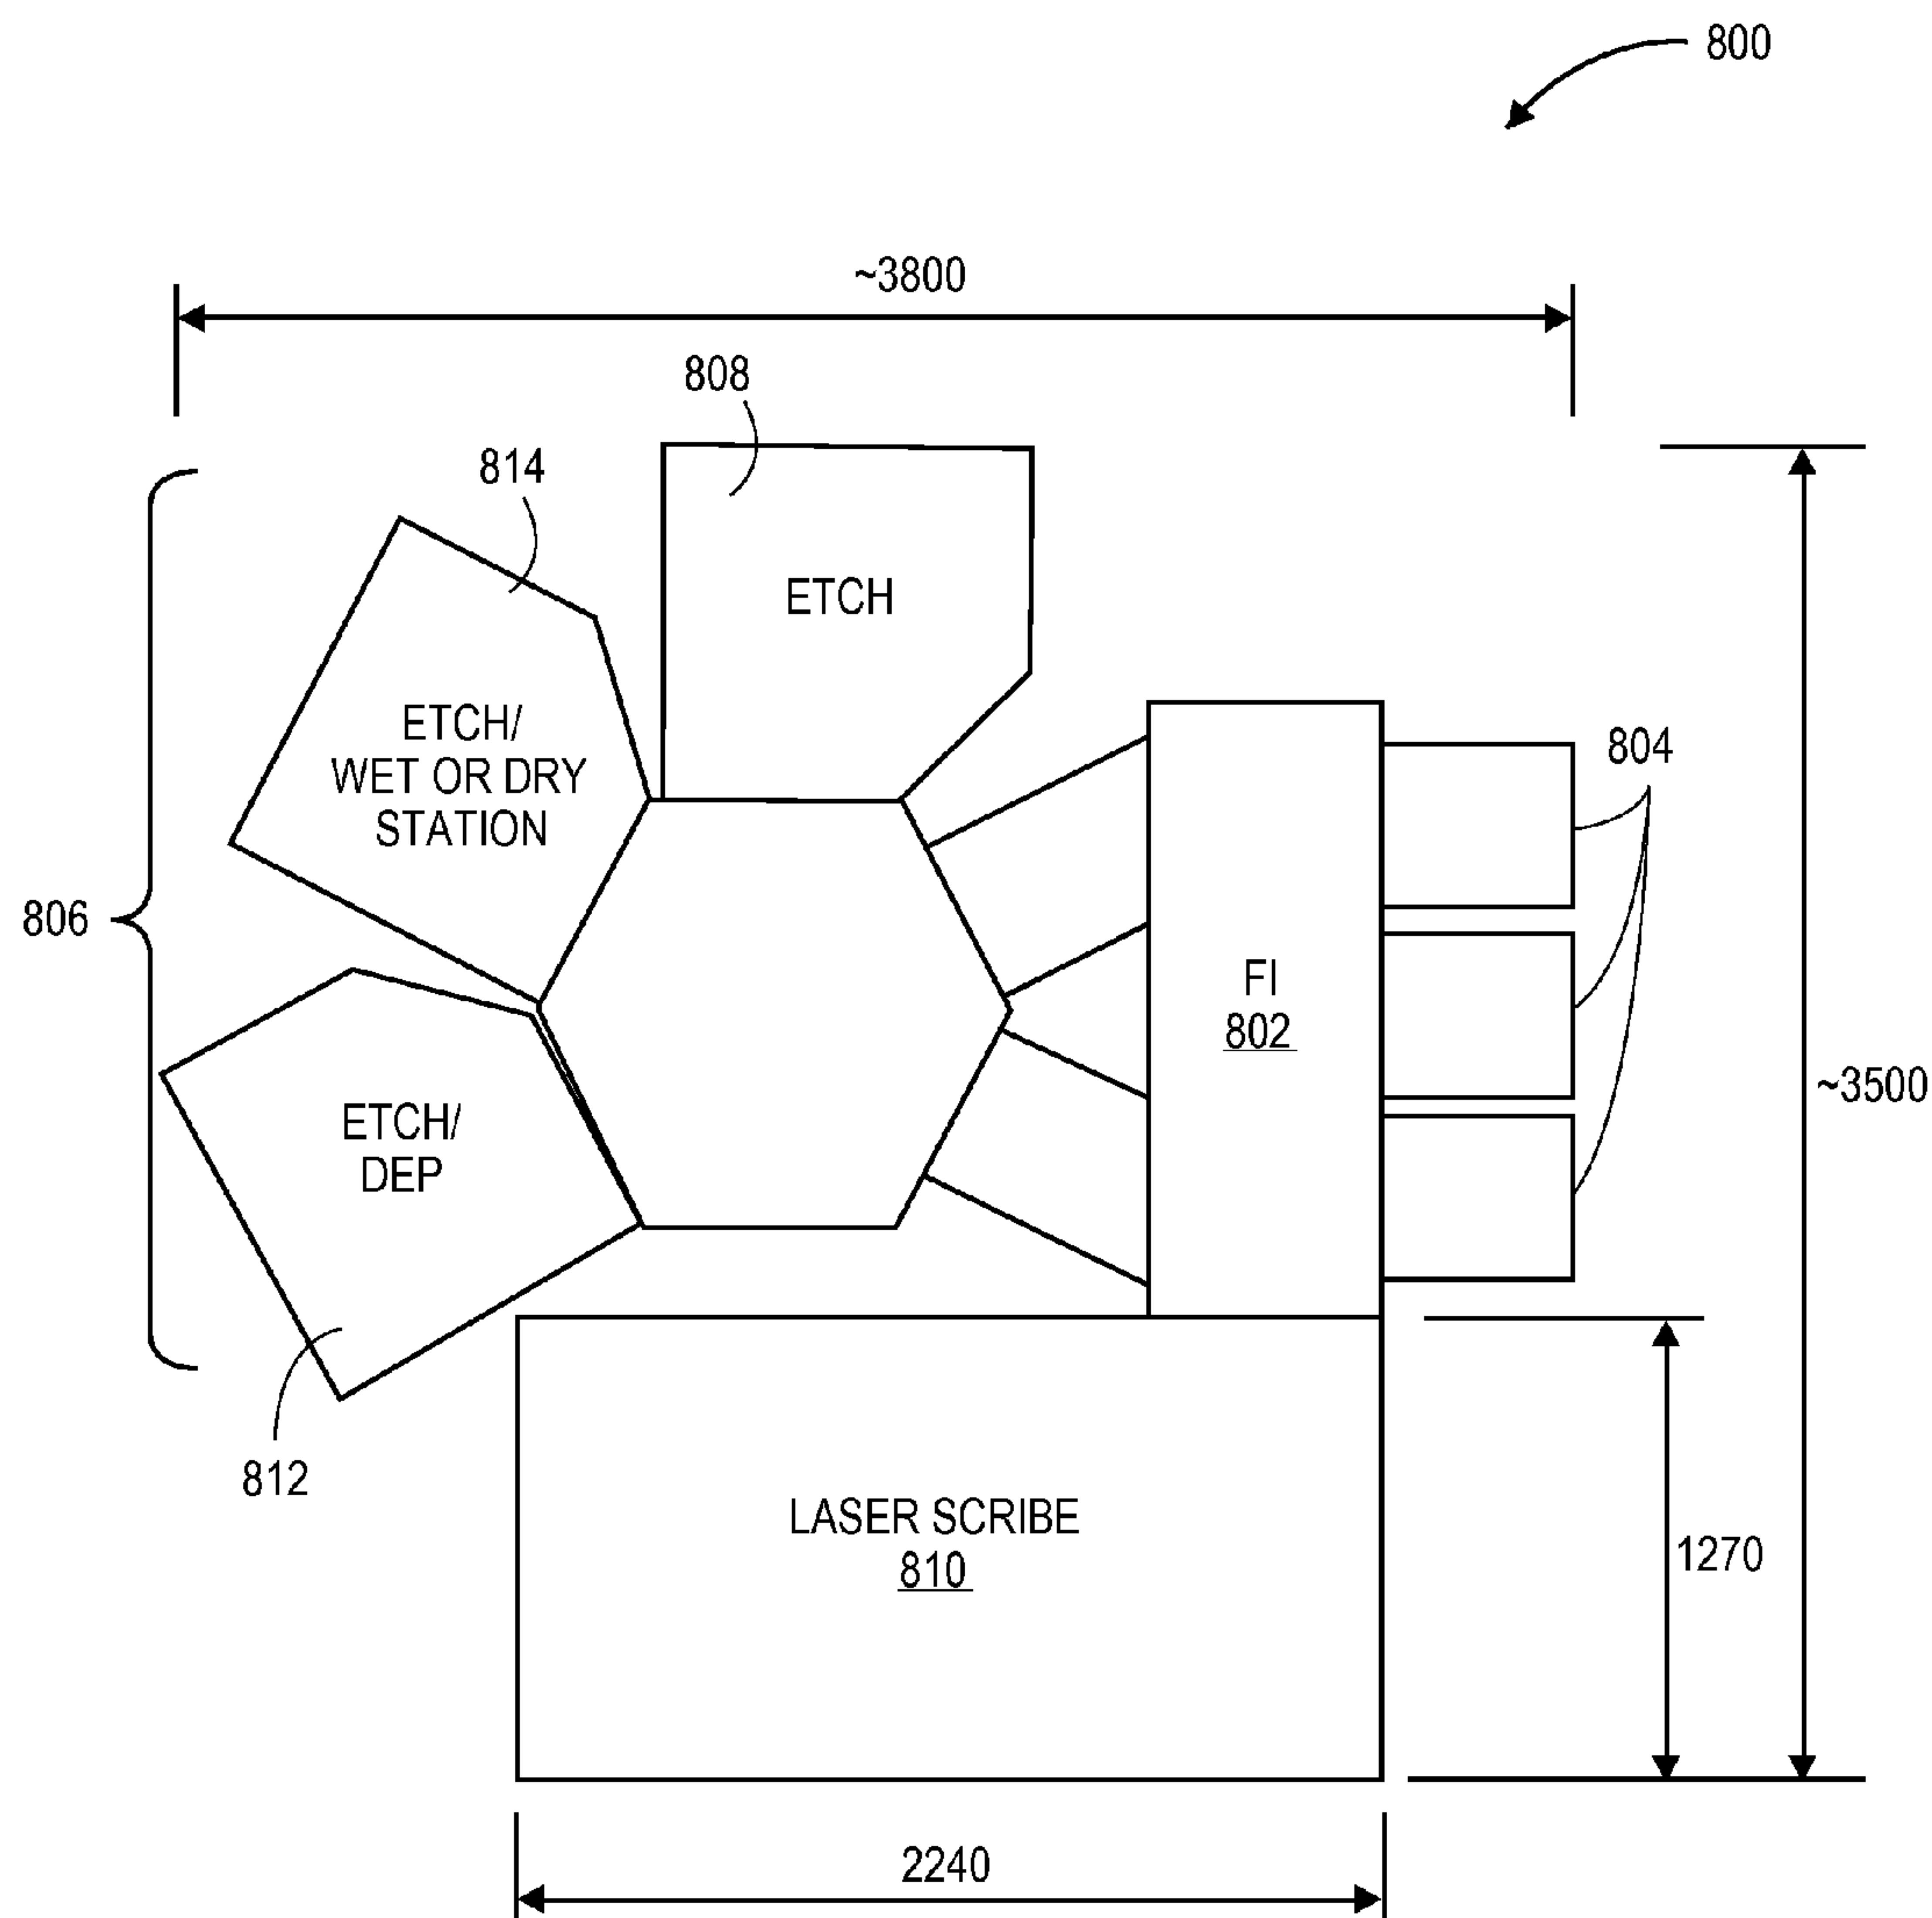 800
~3800
808
814
ETCH
ETCH/
WET OR DRY
STATION
804
806
FI
802
~3500
ETCH/
DEP
812
LASER SCRIBE
810
1270
2240